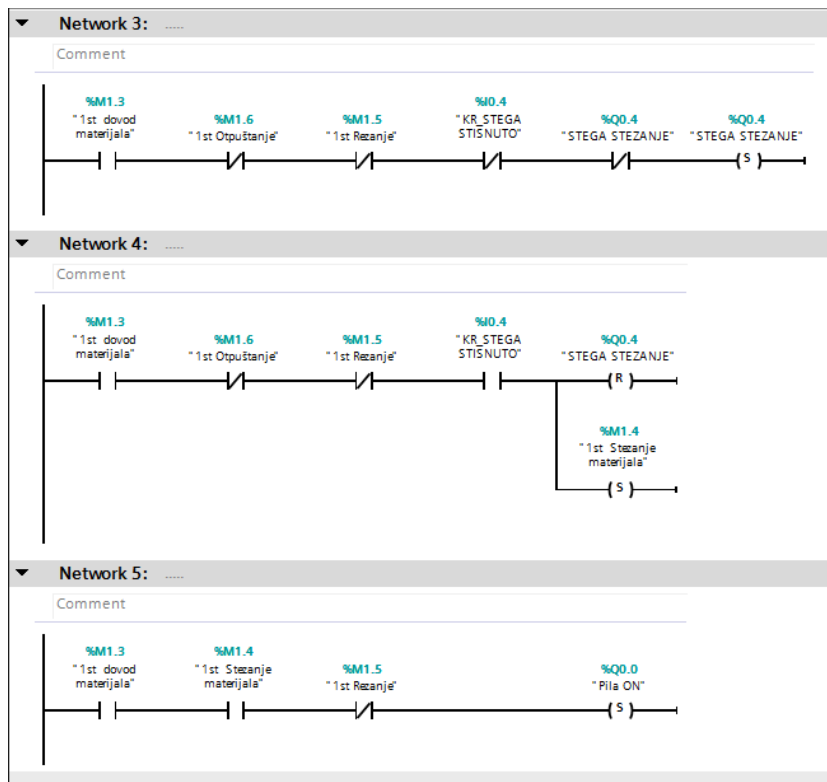 Network 3: .....
Comment
%M1.3
"1st dovod
materijala"
%M1.6
"1st Otpuštanje"
%M1.5
"1st Rezanje"
%I0.4
"KR_STEGA
STISNUTO"
%Q0.4
"STEGA STEZANJE"
%Q0.4
"STEGA STEZANJE"
S
Network 4: .....
Comment
%M1.3
"1st dovod
materijala"
%M1.6
"1st Otpuštanje"
%M1.5
"1st Rezanje"
%I0.4
"KR_STEGA
STISNUTO"
%Q0.4
"STEGA STEZANJE"
R
%M1.4
"1st Stezanje
materijala"
S
Network 5: .....
Comment
%M1.3
"1st dovod
materijala"
%M1.4
"1st Stezanje
materijala"
%M1.5
"1st Rezanje"
%Q0.0
"Pila ON"
S